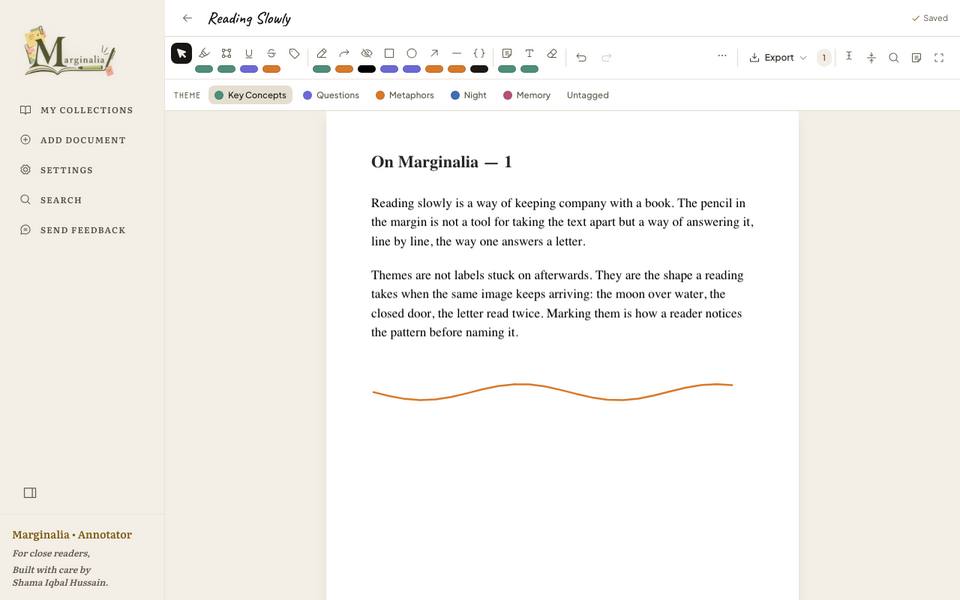 Marginalia
MY COLLECTIONS
ADD DOCUMENT
SETTINGS
SEARCH
SEND FEEDBACK
Marginalia • Annotator
For close readers,
Built with care by
Shama Iqbal Hussain.
Reading Slowly
Saved
U
S
{}
T
...
Export
1
THEME
Key Concepts
Questions
Metaphors
Night
Memory
Untagged
On Marginalia — 1
Reading slowly is a way of keeping company with a book. The pencil in
the margin is not a tool for taking the text apart but a way of answering it,
line by line, the way one answers a letter.
Themes are not labels stuck on afterwards. They are the shape a reading
takes when the same image keeps arriving: the moon over water, the
closed door, the letter read twice. Marking them is how a reader notices
the pattern before naming it.